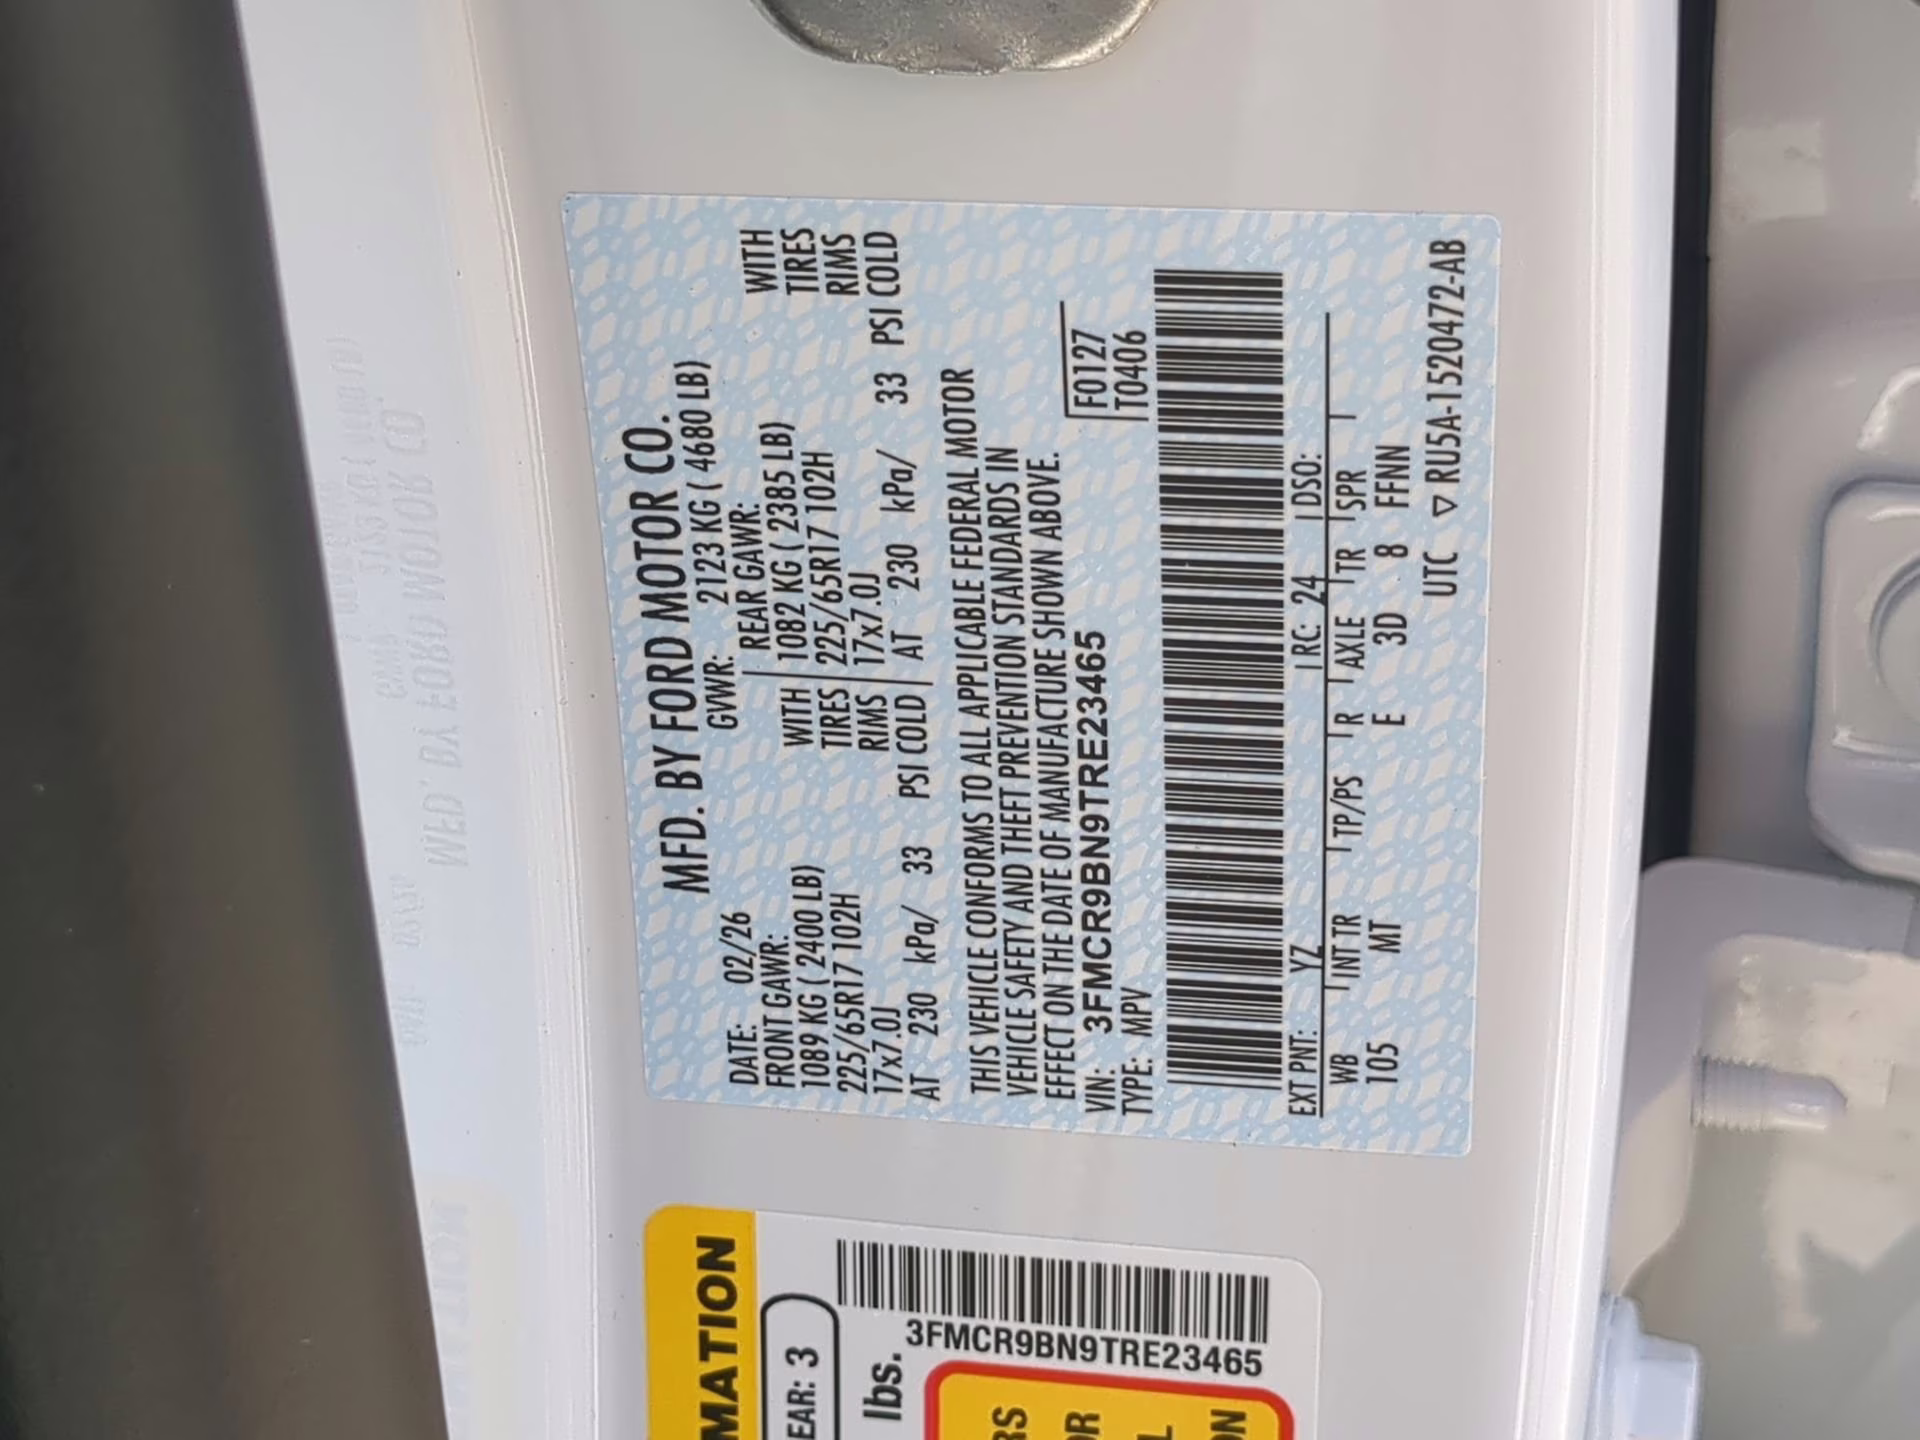 MFD. BY FORD MOTOR CO.
DATE: 02/26 GVWR: 2123 KG ( 4680 LB)
FRONT GAWR: REAR GAWR:
1089 KG ( 2400 LB) WITH 1082 KG ( 2385 LB) WITH
225/65R17 102H TIRES 225/65R17 102H TIRES
17x7.0J RIMS 17x7.0J RIMS
AT 230 kPa/ 33 PSI COLD AT 230 kPa/ 33 PSI COLD
THIS VEHICLE CONFORMS TO ALL APPLICABLE FEDERAL MOTOR
VEHICLE SAFETY AND THEFT PREVENTION STANDARDS IN
EFFECT ON THE DATE OF MANUFACTURE SHOWN ABOVE.
VIN: 3FMCR9BN9TRE23465 F0127
TYPE: MPV T0406
EXT PNT: YZ RC: 24 DSO:
WB INT TR TP/PS R AXLE TR SPR
105 MT E 3D 8 FFNN
UTC ▽ RU5A-1520472-AB
MATION
EAR: 3
lbs.
3FMCR9BN9TRE23465
RS
OR
L
ON